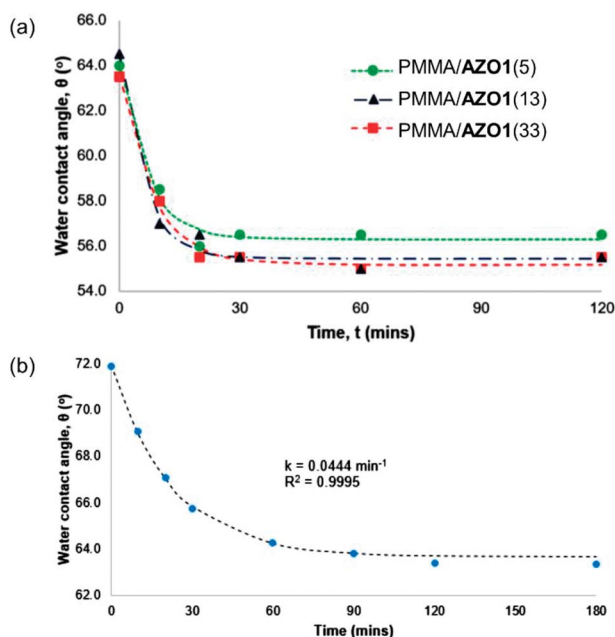 (a)
66.0
64.0
62.0
60.0
58.0
56.0
54.0
Water contact angle, θ (°)
PMMA/AZO1(5)
PMMA/AZO1(13)
PMMA/AZO1(33)
0 30 60 90 120
Time, t (mins)
(b)
72.0
70.0
68.0
66.0
64.0
62.0
Water contact angle, θ (°)
k = 0.0444 min⁻¹
R² = 0.9995
0 30 60 90 120 150 180
Time (mins)